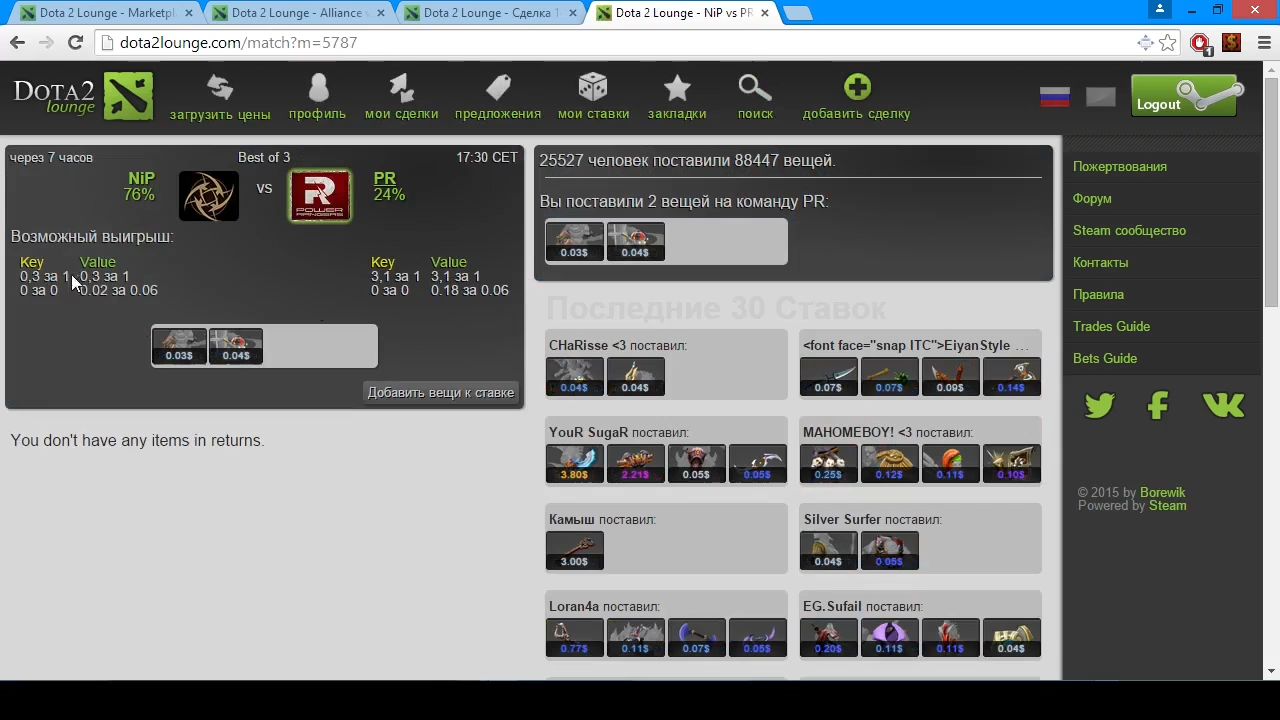 Dota 2 Lounge - Marketpl
Dota 2 Lounge - Alliance v
Dota 2 Lounge - Сделка 1
Dota 2 Lounge - NiP vs PR
dota2lounge.com/match?m=5787
1
DOTA2
lounge
загрузить цены
профиль
мои сделки
предложения
мои ставки
закладки
поиск
добавить сделку
Logout
через 7 часов
Best of 3
17:30 CET
NiP
76%
vs
POWER RANGERS
PR
24%
Возможный выигрыш:
Key Value
0,3 за 1 0,3 за 1
0 за 0 0.02 за 0.06
Key Value
3,1 за 1 3,1 за 1
0 за 0 0.18 за 0.06
0.03$ 0.04$
Добавить вещи к ставке
You don't have any items in returns.
25527 человек поставили 88447 вещей.
Вы поставили 2 вещей на команду PR:
0.03$ 0.04$
Последние 30 Ставок
CHaRisse <3 поставил:
0.04$ 0.04$
<font face="snap ITC">EiyanStyle ...
0.07$ 0.07$ 0.09$ 0.14$
YouR SugaR поставил:
3.80$ 2.21$ 0.05$ 0.05$
MAHOMEBOY! <3 поставил:
0.25$ 0.12$ 0.11$ 0.10$
Камыш поставил:
3.00$
Silver Surfer поставил:
0.04$ 0.05$
Loran4a поставил:
0.77$ 0.11$ 0.07$ 0.05$
EG.Sufail поставил:
0.20$ 0.11$ 0.11$ 0.04$
Пожертвования
Форум
Steam сообщество
Контакты
Правила
Trades Guide
Bets Guide
© 2015 by Borewik
Powered by Steam